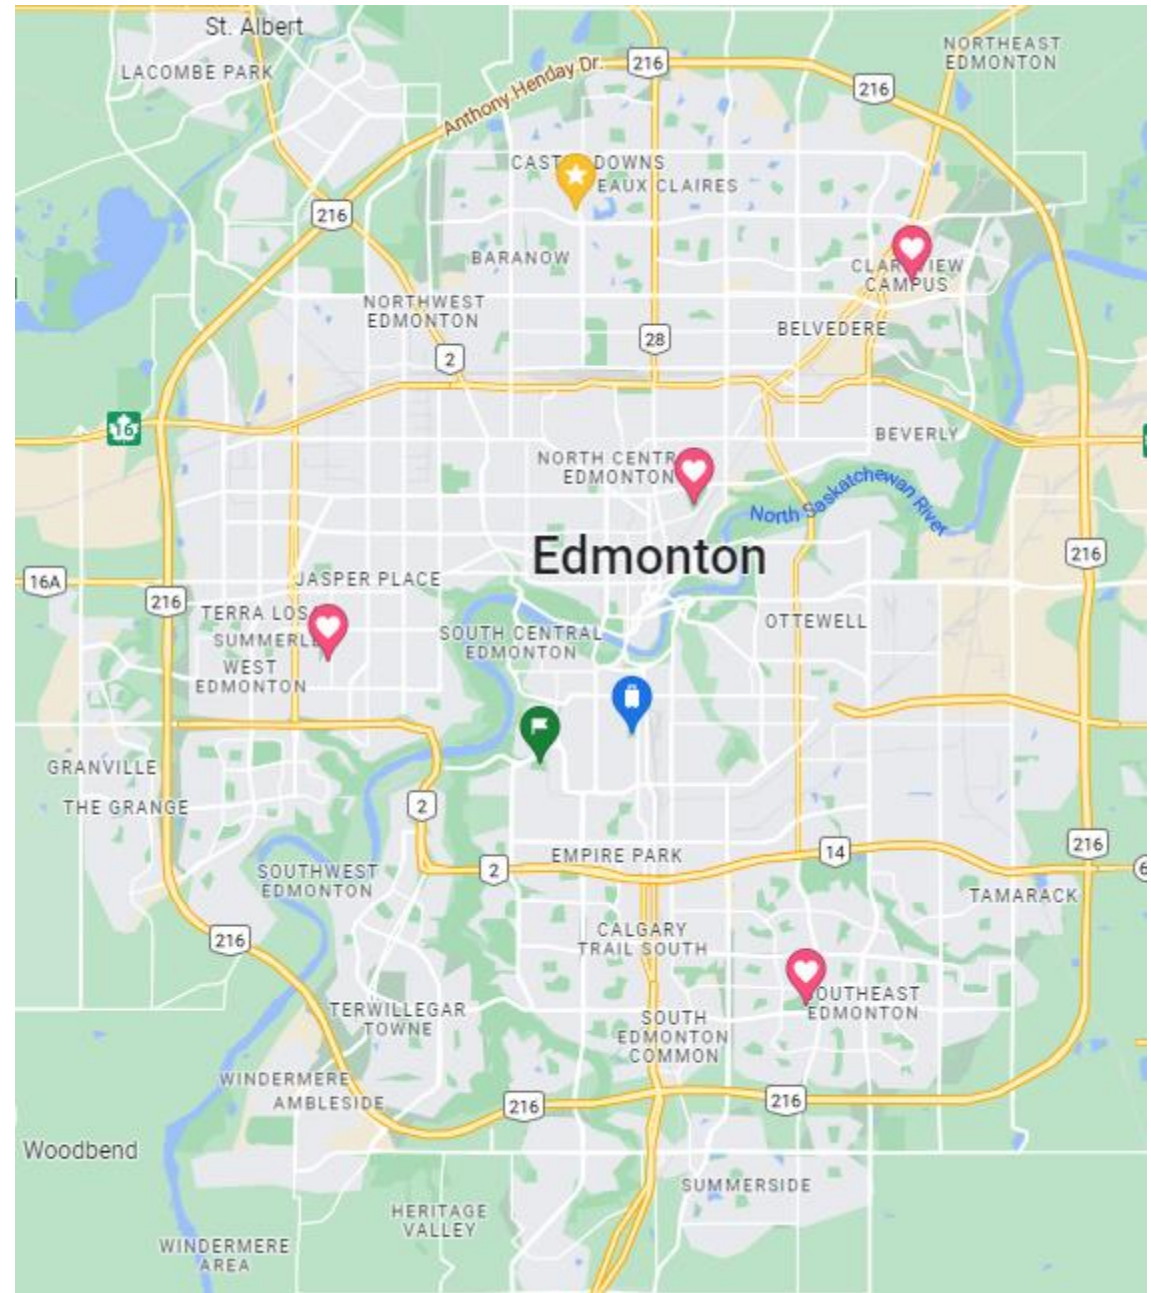 St. Albert
LACOMBE PARK
NORTHEAST
EDMONTON
216
Anthony Henday Dr.
216
DOWNS
EAUX CLAIRES
216
BARANOW
CAMPUS
NORTHWEST
EDMONTON
BELVEDERE
28
2
16
BEVERLY
NORTH
EDMONTON
North Saskatchewan River
Edmonton
216
16A
JASPER PLACE
216
TERRA
OTTEWELL
SOUTH CENTRAL
EDMONTON
WEST
EDMONTON
GRANVILLE
THE GRANGE
2
216
EMPIRE PARK
14
2
SOUTHWEST
EDMONTON
TAMARACK
CALGARY
TRAIL SOUTH
216
EDMONTON
TERWILLEGAR
TOWNE
SOUTH
EDMONTON
COMMON
WINDERMERE
AMBLESIDE
216
216
Woodbend
SUMMERSIDE
HERITAGE
VALLEY
WINDERMERE
AREA